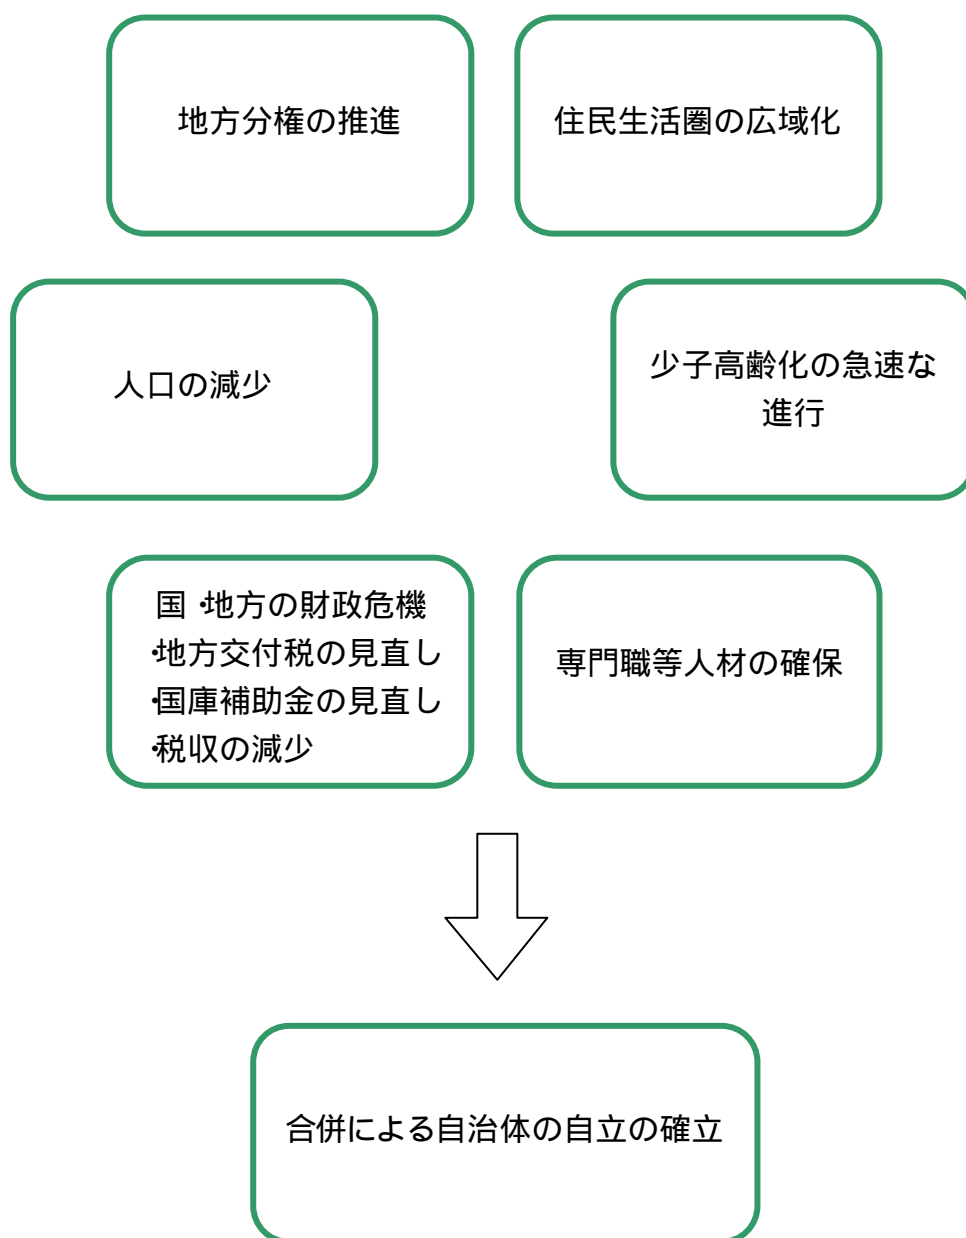 地方分権の推進
住民生活圏の広域化
人口の減少
少子高齢化の急速な
進行
国・地方の財政危機
・地方交付税の見直し
・国庫補助金の見直し
・税収の減少
専門職等人材の確保
合併による自治体の自立の確立